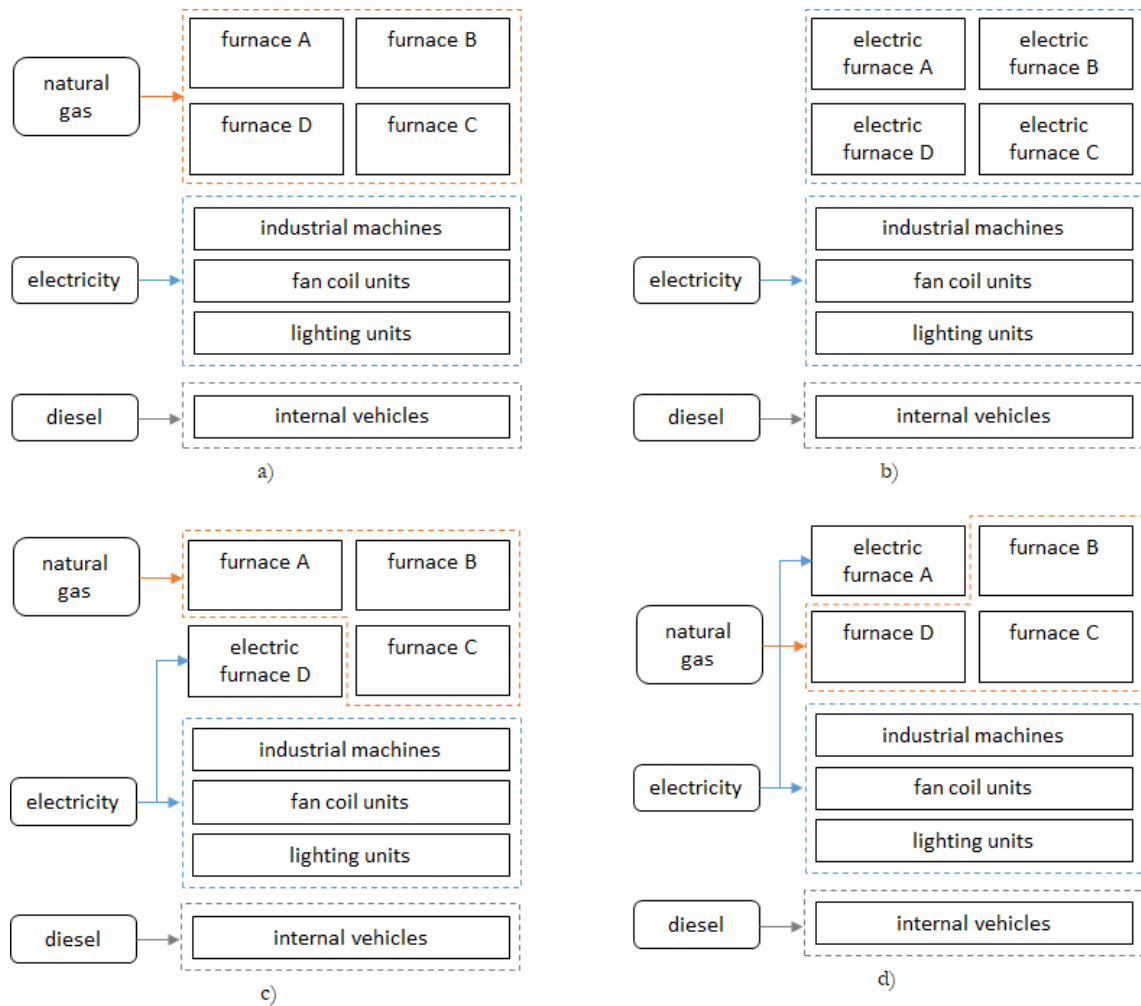 furnace A
furnace B
natural
gas
furnace D
furnace C
industrial machines
electricity
fan coil units
lighting units
diesel
internal vehicles
a)
electric
furnace A
electric
furnace B
electric
furnace D
electric
furnace C
industrial machines
electricity
fan coil units
lighting units
diesel
internal vehicles
b)
natural
gas
furnace A
furnace B
electric
furnace D
furnace C
industrial machines
electricity
fan coil units
lighting units
diesel
internal vehicles
c)
electric
furnace A
furnace B
natural
gas
furnace D
furnace C
industrial machines
electricity
fan coil units
lighting units
diesel
internal vehicles
d)